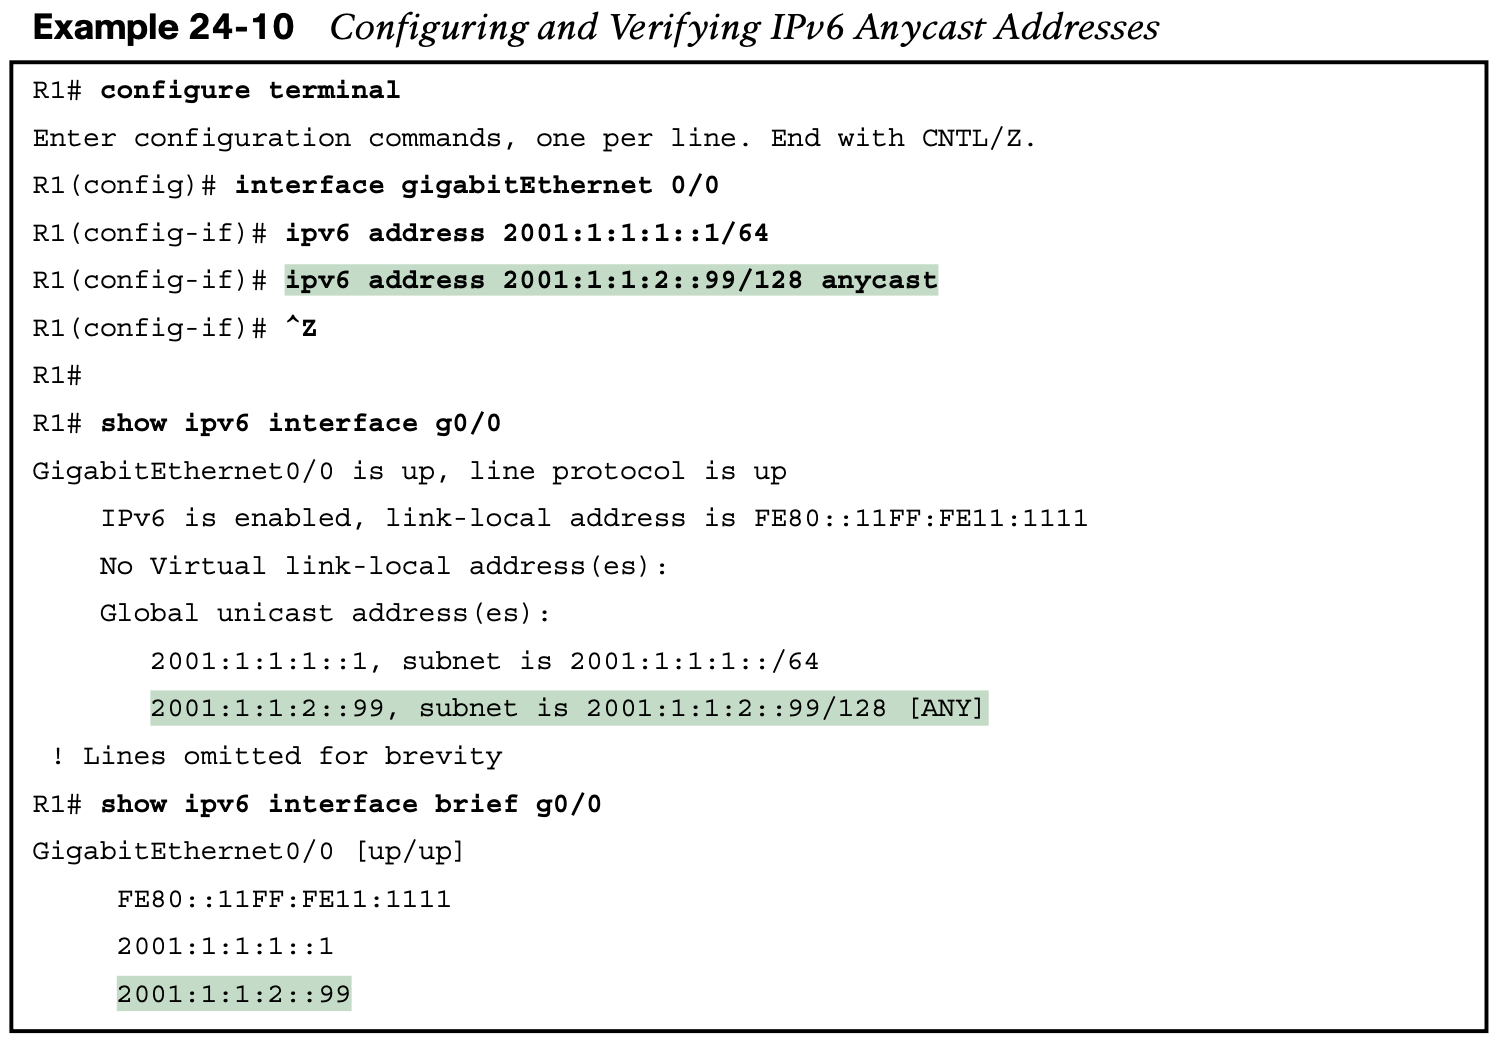 Example 24-10 Configuring and Verifying IPv6 Anycast Addresses
R1# configure terminal
Enter configuration commands, one per line. End with CNTL/Z.
R1(config)# interface gigabitEthernet 0/0
R1(config-if)# ipv6 address 2001:1:1:1::1/64
R1(config-if)# ipv6 address 2001:1:1:2::99/128 anycast
R1(config-if)# ^Z
R1#
R1# show ipv6 interface g0/0
GigabitEthernet0/0 is up, line protocol is up
IPv6 is enabled, link-local address is FE80::11FF:FE11:1111
No Virtual link-local address(es):
Global unicast address(es):
2001:1:1:1::1, subnet is 2001:1:1:1::/64
2001:1:1:2::99, subnet is 2001:1:1:2::99/128 [ANY]
! Lines omitted for brevity
R1# show ipv6 interface brief g0/0
GigabitEthernet0/0 [up/up]
FE80::11FF:FE11:1111
2001:1:1:1::1
2001:1:1:2::99